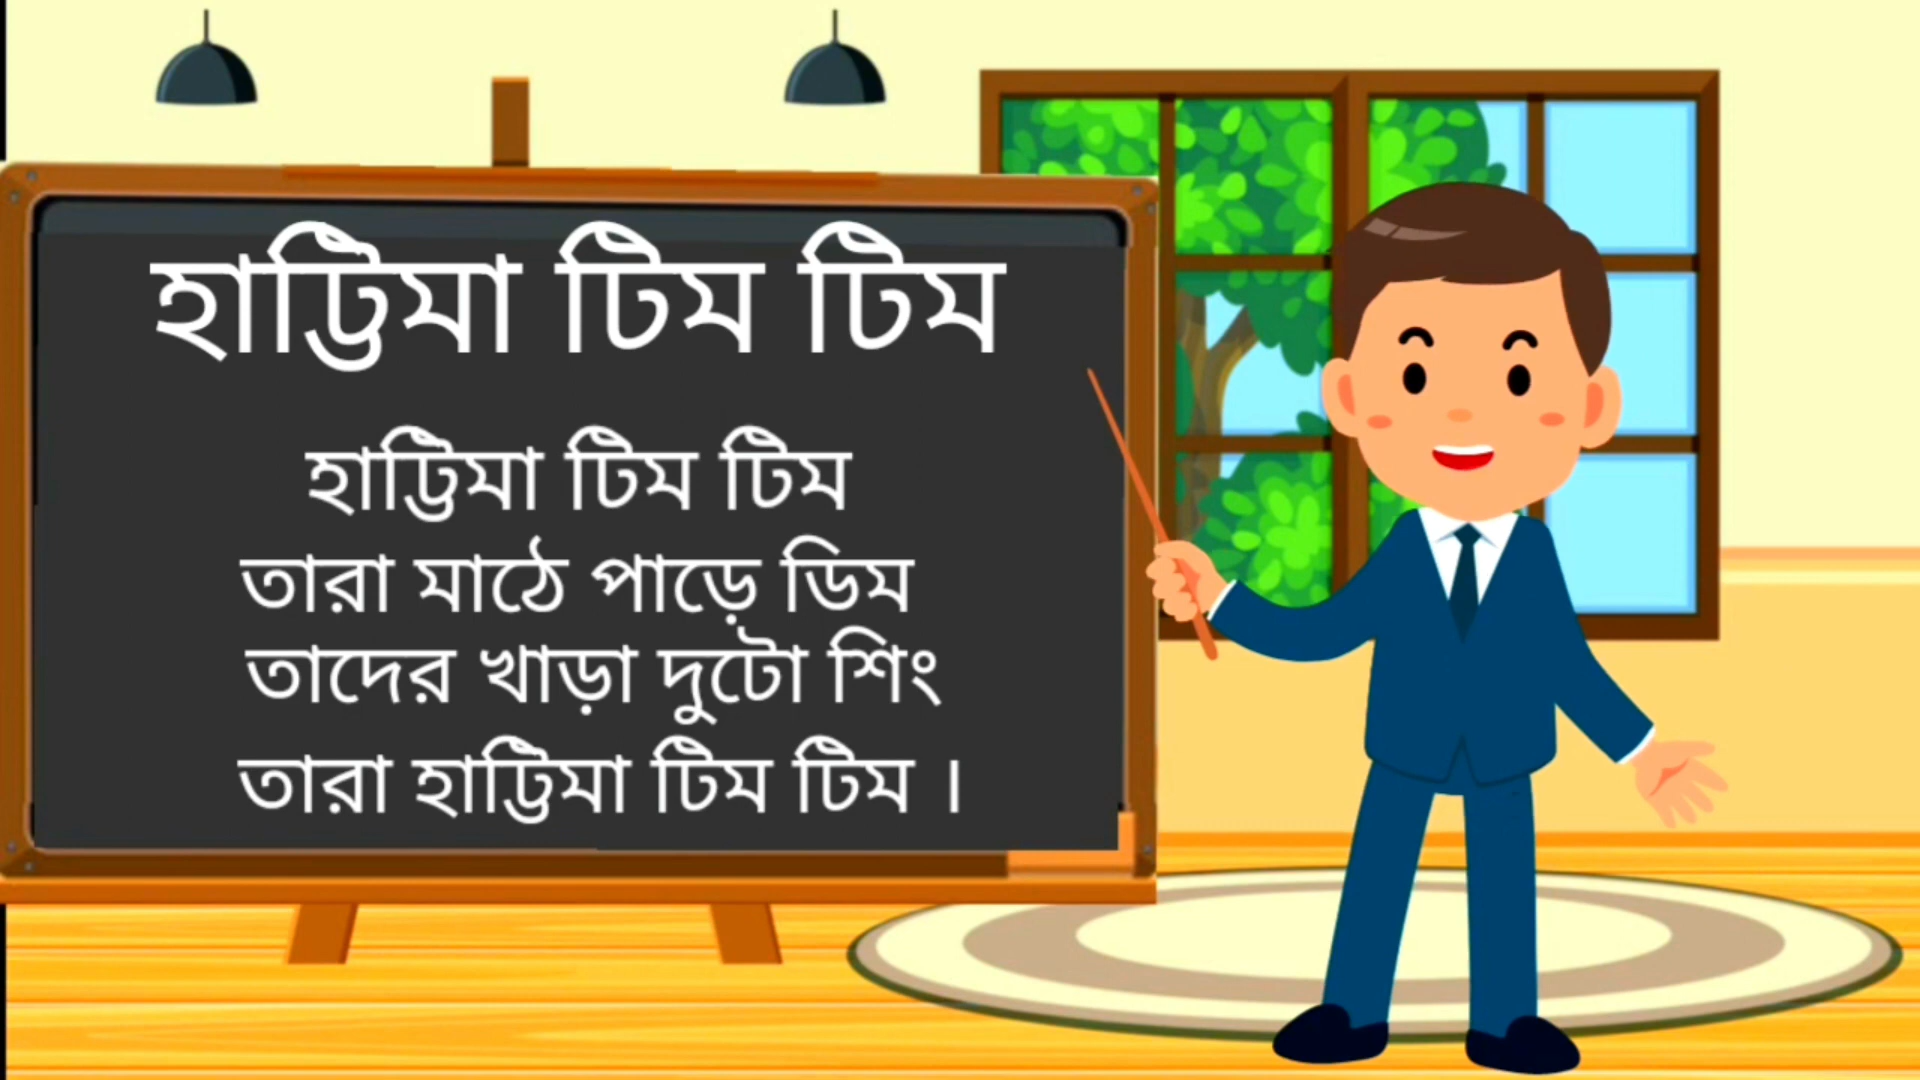 হাট্টিমা টিম টিম
হাট্টিমা টিম টিম
তারা মাঠে পাড়ে ডিম
তাদের খাড়া দুটো শিং
তারা হাট্টিমা টিম টিম ।